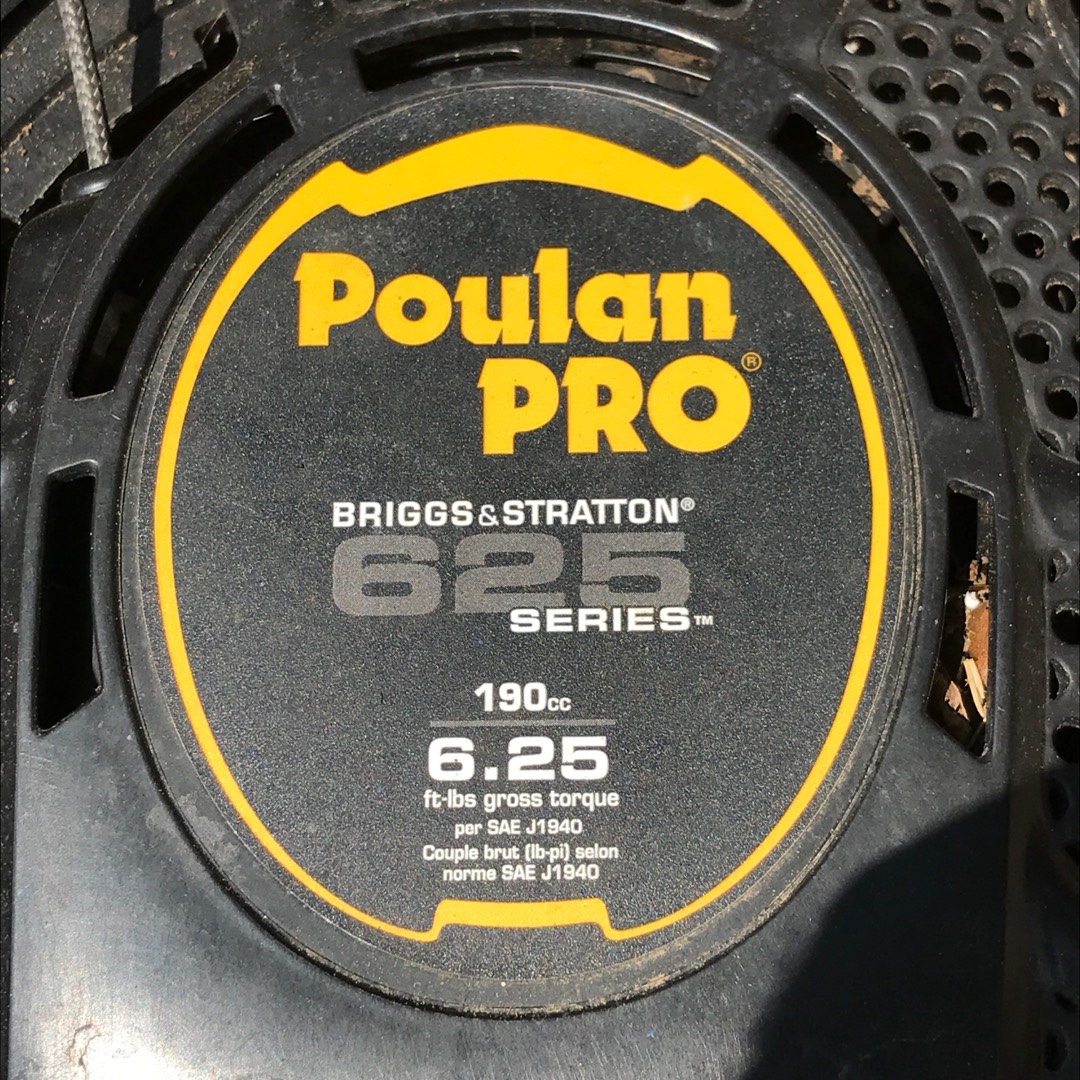 Poulan
PRO®
BRIGGS & STRATTON®
625
SERIES™
190cc
6.25
ft-lbs gross torque
per SAE J1940
Couple brut (lb-pi) selon
norme SAE J1940